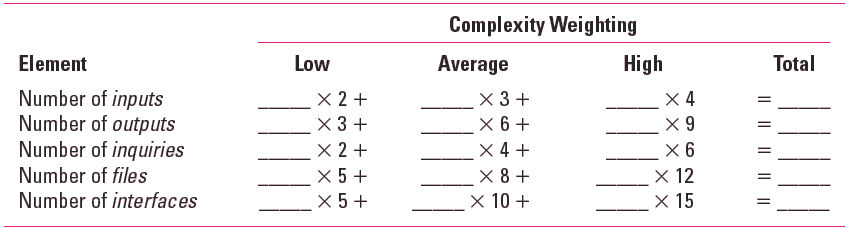 Complexity Weighting
Element Low Average High Total
Number of inputs _____ × 2 + _____ × 3 + _____ × 4 = _____
Number of outputs _____ × 3 + _____ × 6 + _____ × 9 = _____
Number of inquiries _____ × 2 + _____ × 4 + _____ × 6 = _____
Number of files _____ × 5 + _____ × 8 + _____ × 12 = _____
Number of interfaces _____ × 5 + _____ × 10 + _____ × 15 = _____